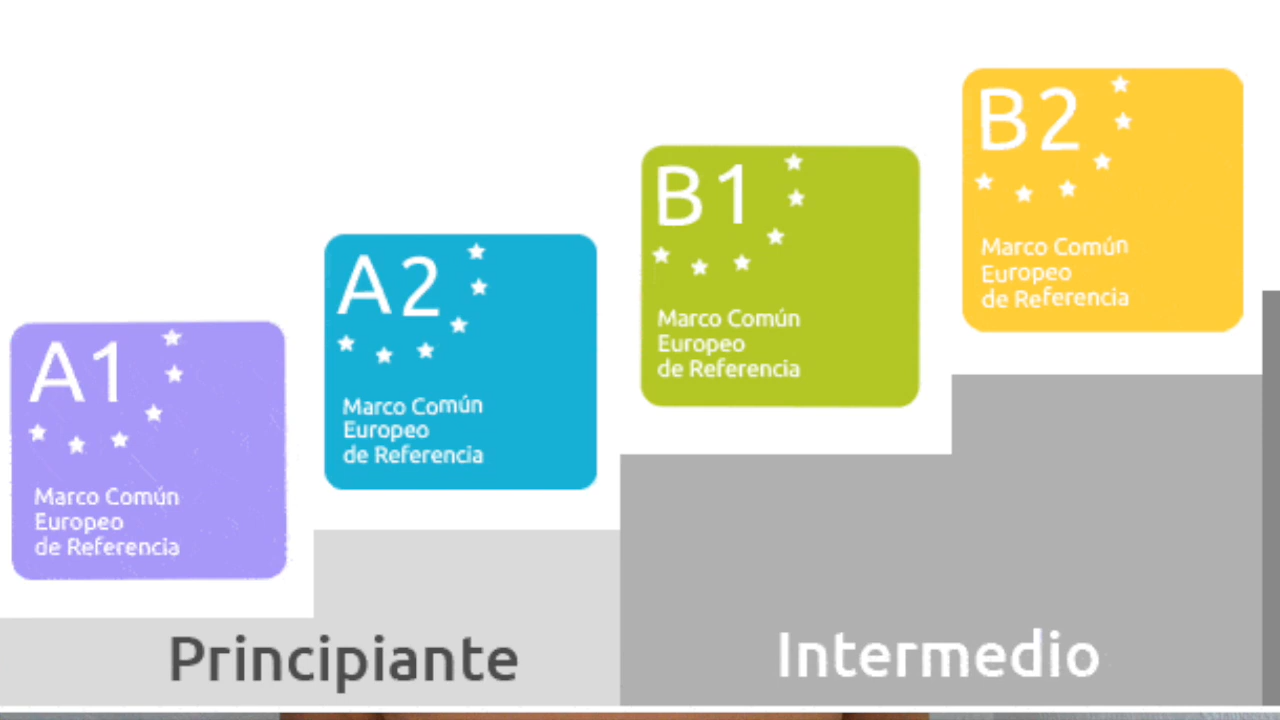 A1
Marco Común
Europeo
de Referencia
A2
Marco Común
Europeo
de Referencia
B1
Marco Común
Europeo
de Referencia
B2
Marco Común
Europeo
de Referencia
Principiante
Intermedio